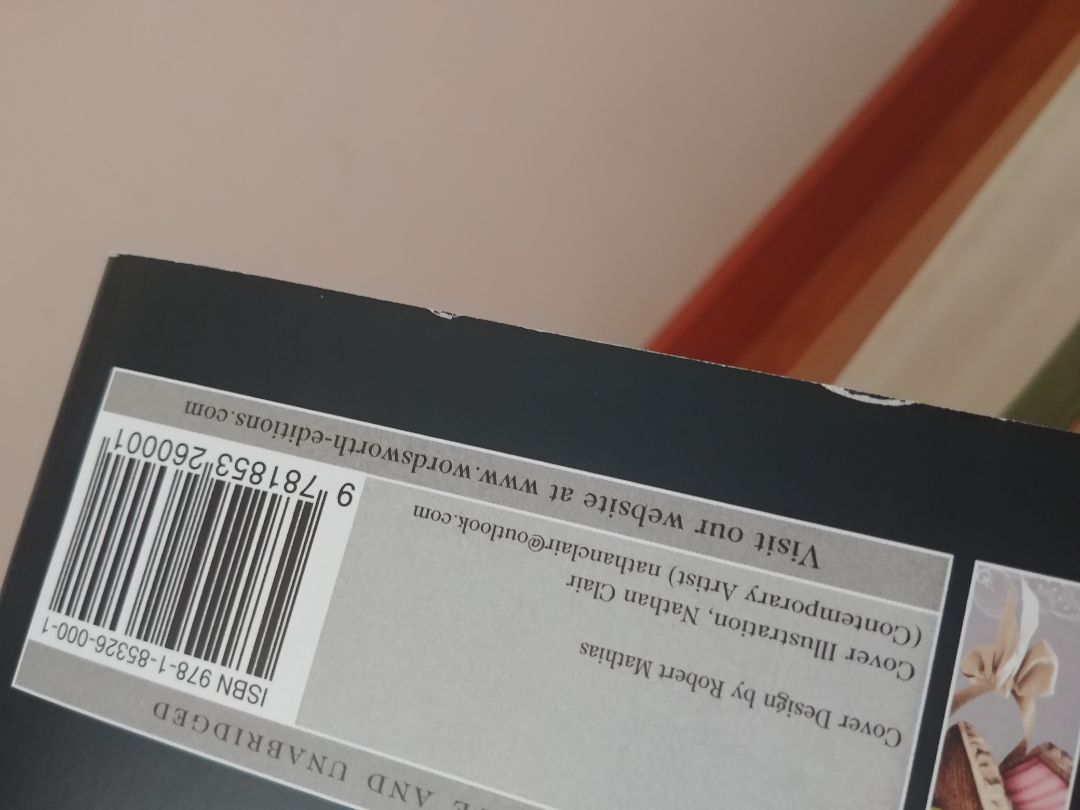 AND UNABRIDGED
Cover Design by Robert Mathias
Cover Illustration, Nathan Clair
(Contemporary Artist) nathanclair@outlook.com
ISBN 978-1-85326-000-1
9 781853 260001
Visit our website at www.wordsworth-editions.com